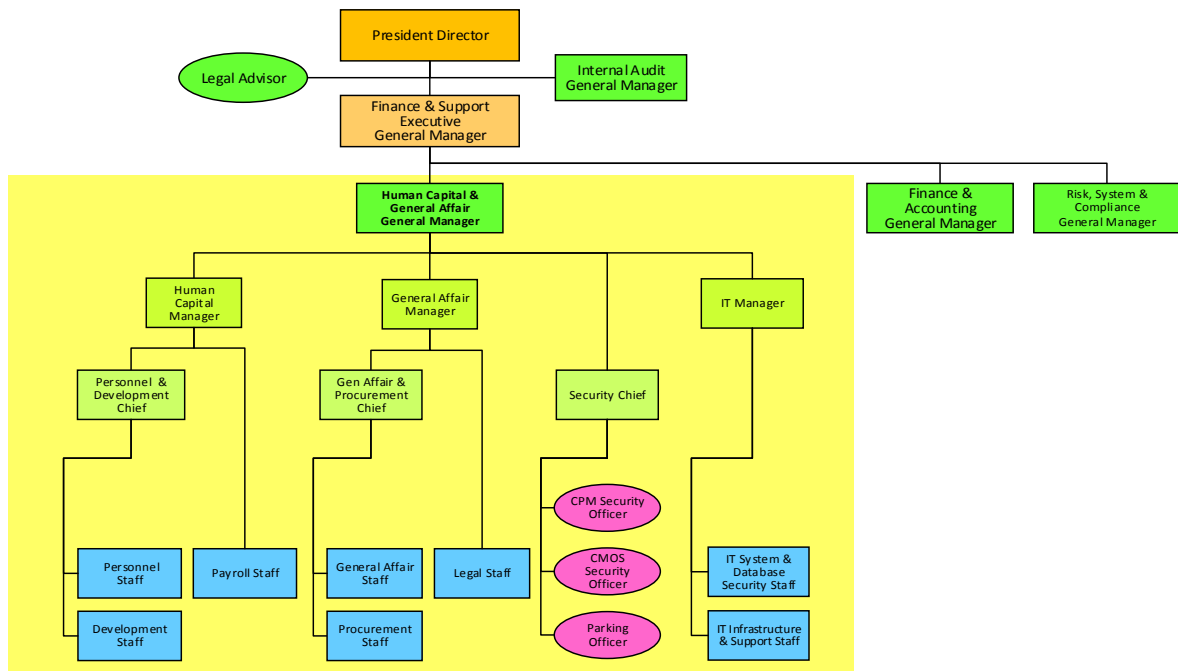 President Director
Legal Advisor
Internal Audit
General Manager
Finance & Support
Executive
General Manager
Human Capital &
General Affair
General Manager
Finance &
Accounting
General Manager
Risk, System &
Compliance
General Manager
Human
Capital
Manager
General Affair
Manager
IT Manager
Personnel &
Development
Chief
Gen Affair &
Procurement
Chief
Security Chief
CPM Security
Officer
Personnel
Staff
Payroll Staff
General Affair
Staff
Legal Staff
CMOS
Security
Officer
IT System &
Database
Security Staff
Development
Staff
Procurement
Staff
Parking
Officer
IT Infrastructure
& Support Staff